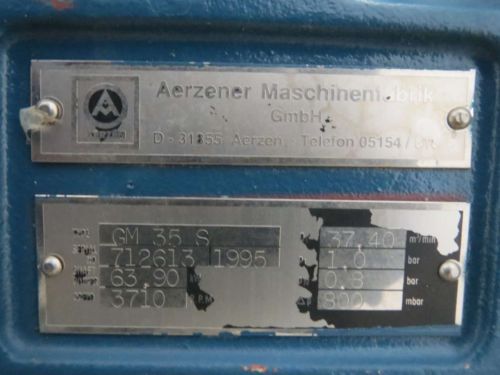 Aerzener Maschinenfabrik
GmbH
AERZEN
D - 31855 Aerzen, Telefon 05154 /
GM 35 S 37,40 m³/min
712613 1995 1,0 bar
63,90 0,8 bar
3710 R.P.M. 800 mbar